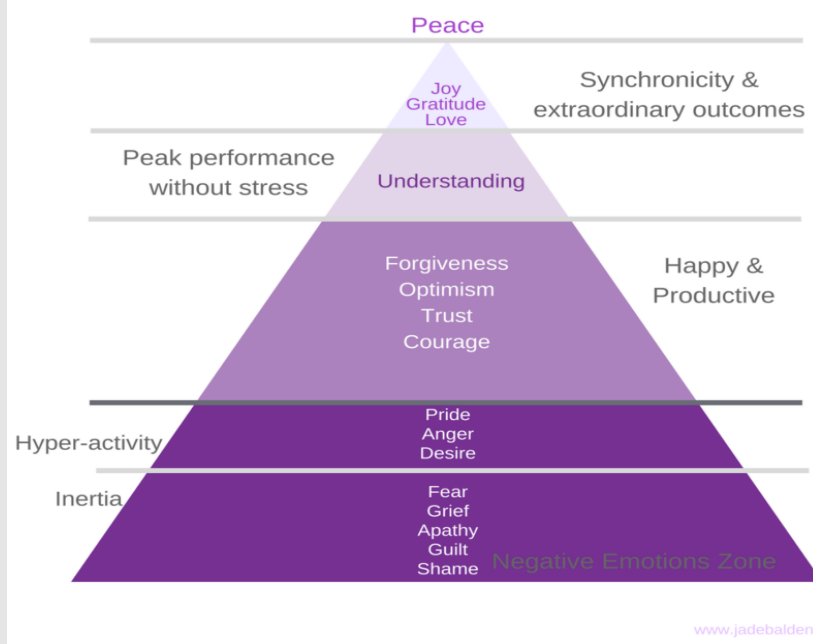 Peace
Joy
Gratitude
Love
Synchronicity &
extraordinary outcomes
Peak performance
without stress
Understanding
Forgiveness
Optimism
Trust
Courage
Happy &
Productive
Pride
Anger
Desire
Hyper-activity
Inertia
Fear
Grief
Apathy
Guilt
Shame
Negative Emotions Zone
www.jadebalden